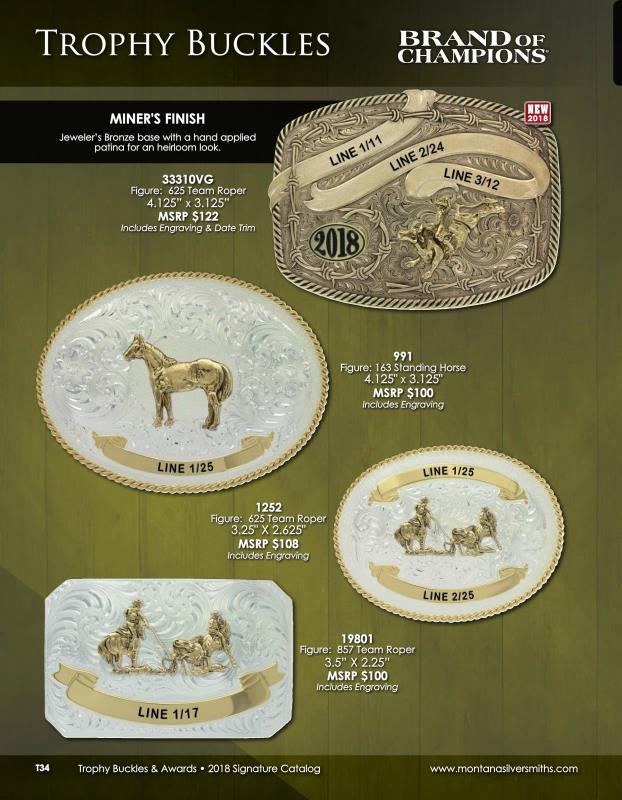 TROPHY BUCKLES
BRAND OF
CHAMPIONS
MINER'S FINISH
Jeweler's Bronze base with a hand applied
patina for an heirloom look.
NEW
2018
33310VG
Figure: 625 Team Roper
4.125" x 3.125"
MSRP $122
Includes Engraving & Date Trim
LINE 1/11
LINE 2/24
LINE 3/12
2018
991
Figure: 163 Standing Horse
4.125" x 3.125"
MSRP $100
Includes Engraving
LINE 1/25
1252
Figure: 625 Team Roper
3.25" X 2.625"
MSRP $108
Includes Engraving
LINE 1/25
LINE 2/25
19801
Figure: 857 Team Roper
3.5" X 2.25"
MSRP $100
Includes Engraving
LINE 1/17
T34 Trophy Buckles & Awards • 2018 Signature Catalog www.montanasilversmiths.com